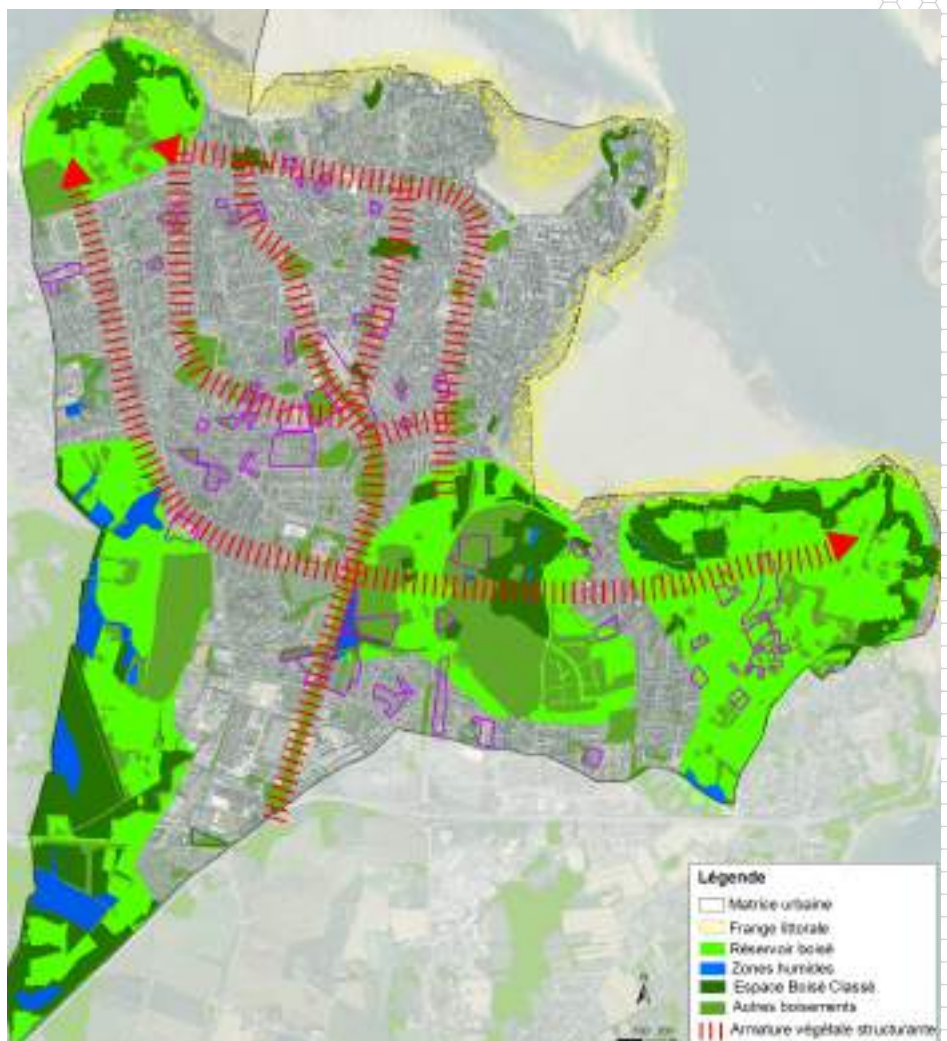 Légende
Matrice urbaine
Frange littorale
Réservoir boisé
Zones humides
Espace Boisé Classé
Autres boisements
Armature végétale structurante